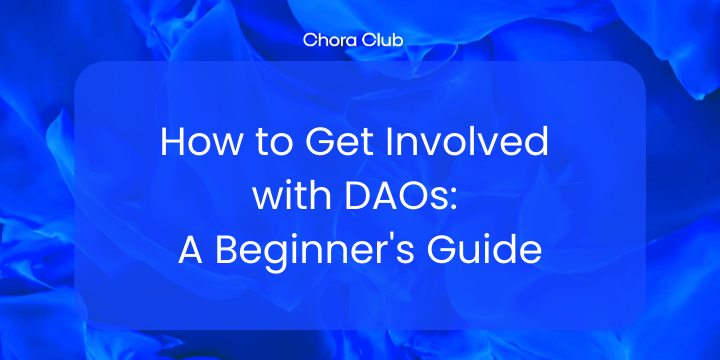 Chora Club
How to Get Involved
with DAOs:
A Beginner's Guide